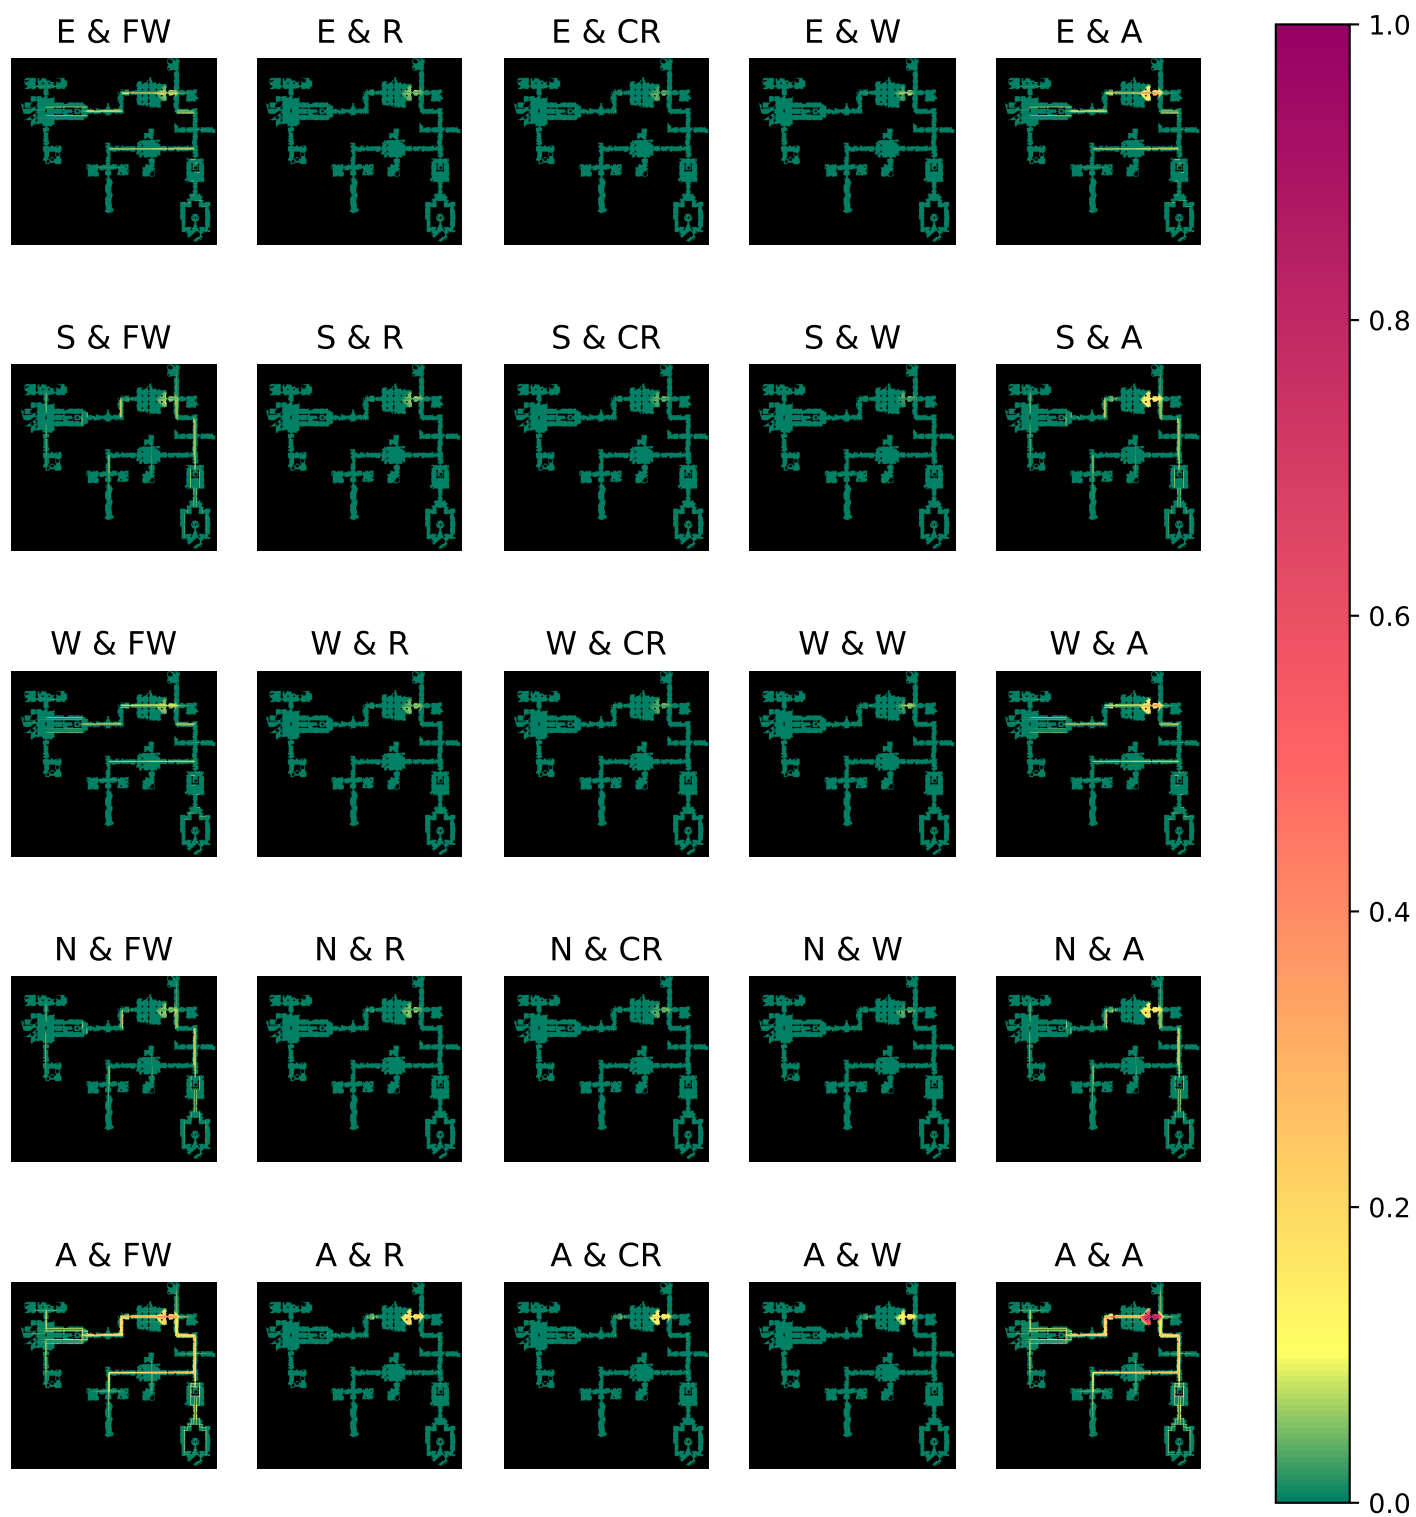 E & FW E & R E & CR E & W E & A
S & FW S & R S & CR S & W S & A
W & FW W & R W & CR W & W W & A
N & FW N & R N & CR N & W N & A
A & FW A & R A & CR A & W A & A
1.0
0.8
0.6
0.4
0.2
0.0